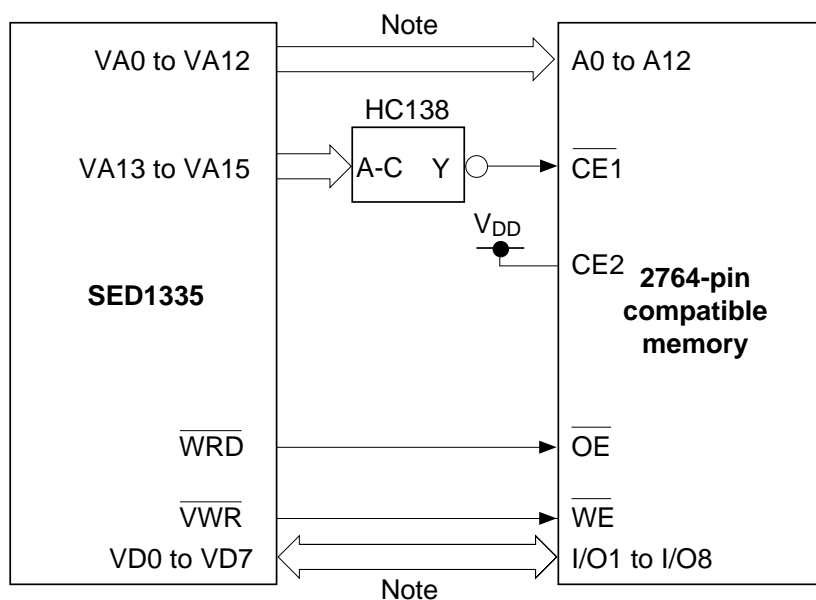 Note
VA0 to VA12
A0 to A12
HC138
VA13 to VA15
A-C Y
CE1
VDD
CE2
SED1335
2764-pin
compatible
memory
WRD
OE
VWR
WE
VD0 to VD7
I/O1 to I/O8
Note